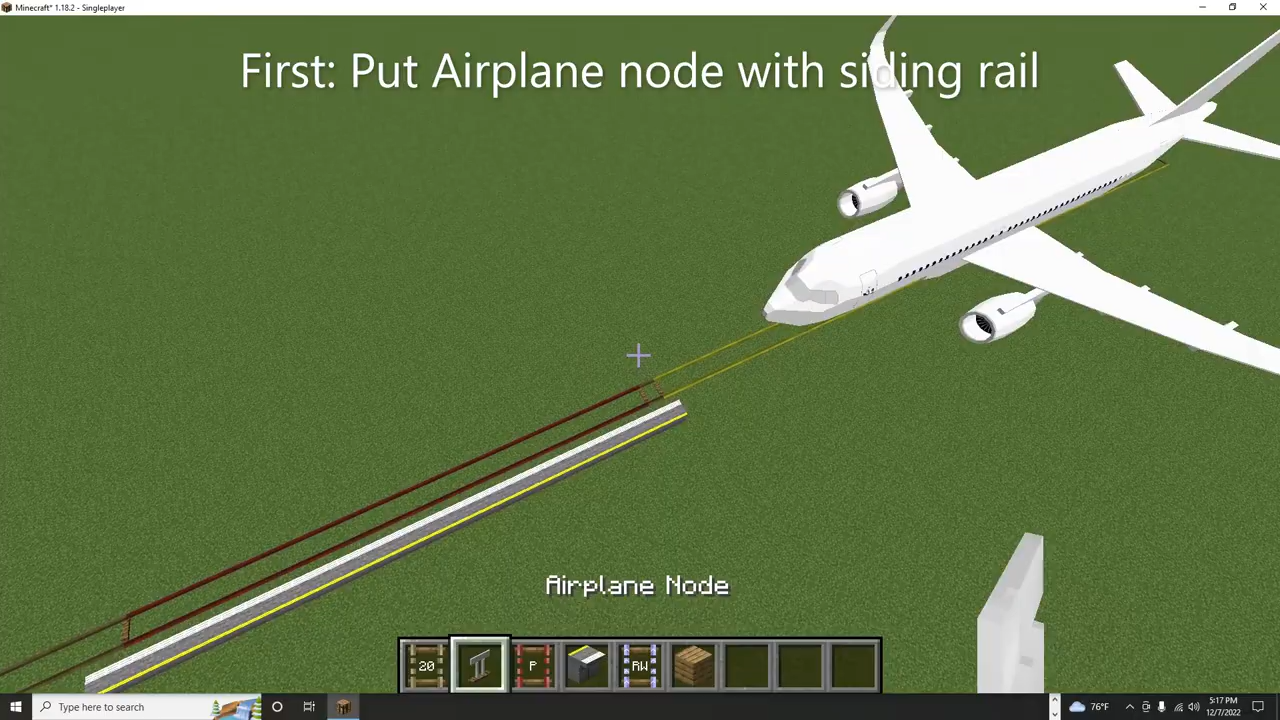 Minecraft* 1.18.2 - Singleplayer
First: Put Airplane node with siding rail
Airplane Node
20
P
RW
Type here to search
76°F
5:17 PM
12/7/2022